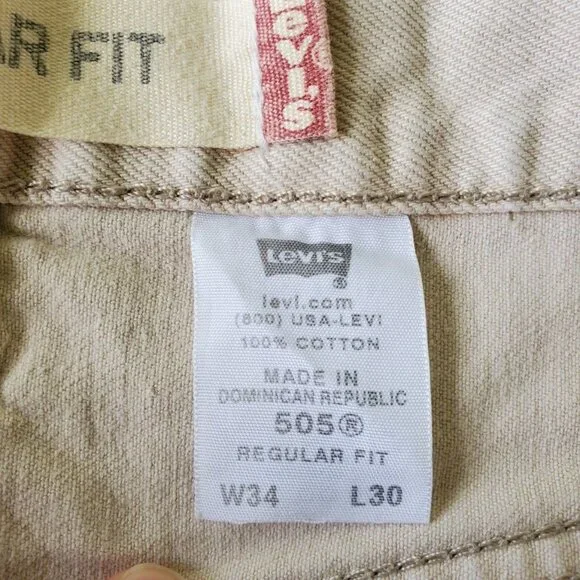 AR FIT
Levi's
®
LEVI'S
®
levi.com
(800) USA-LEVI
100% COTTON
MADE IN
DOMINICAN REPUBLIC
505®
REGULAR FIT
W34 L30